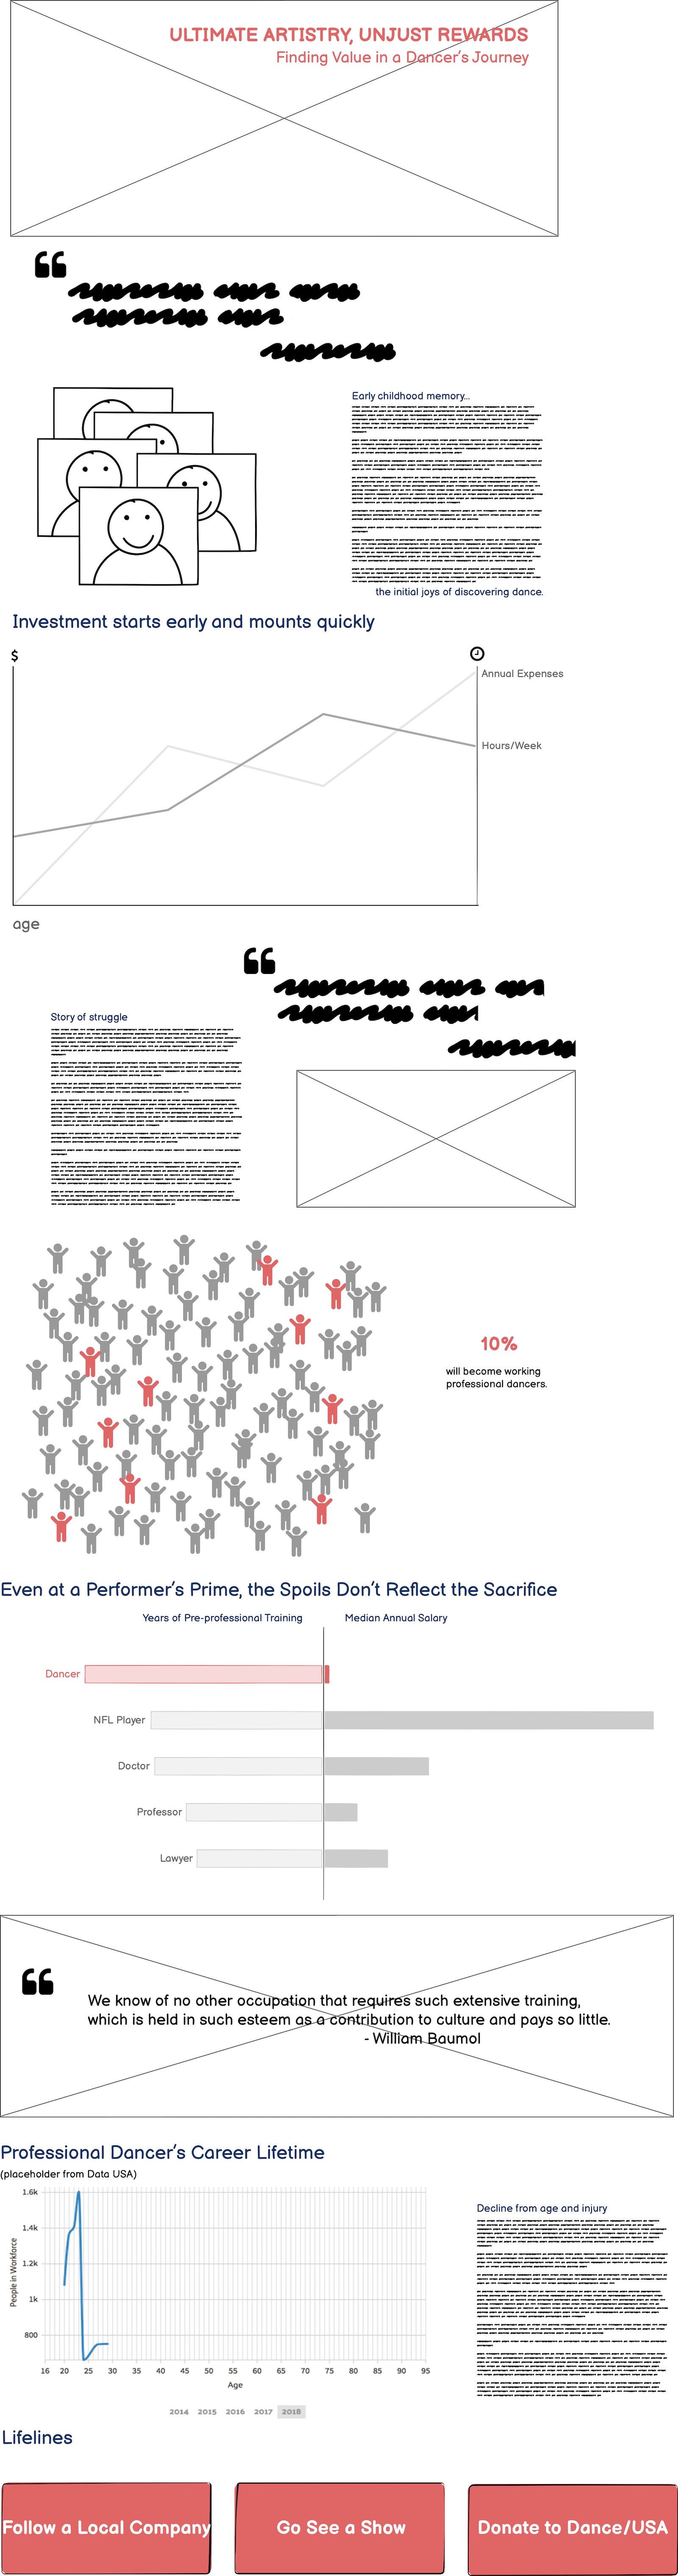 ULTIMATE ARTISTRY, UNJUST REWARDS
Finding Value in a Dancer's Journey
Early childhood memory...
the initial joys of discovering dance.
Investment starts early and mounts quickly
$
Annual Expenses
Hours/Week
age
Story of struggle
10%
will become working
professional dancers.
Even at a Performer's Prime, the Spoils Don't Reflect the Sacrifice
Years of Pre-professional Training
Median Annual Salary
Dancer
NFL Player
Doctor
Professor
Lawyer
We know of no other occupation that requires such extensive training,
which is held in such esteem as a contribution to culture and pays so little.
- William Baumol
Professional Dancer's Career Lifetime
(placeholder from Data USA)
People in Workforce
1.6k
1.4k
1.2k
1k
800
16 20 25 30 35 40 45 50 55 60 65 70 75 80 85 90 95
Age
2014 2015 2016 2017 2018
Decline from age and injury
Lifelines
Follow a Local Company
Go See a Show
Donate to Dance/USA